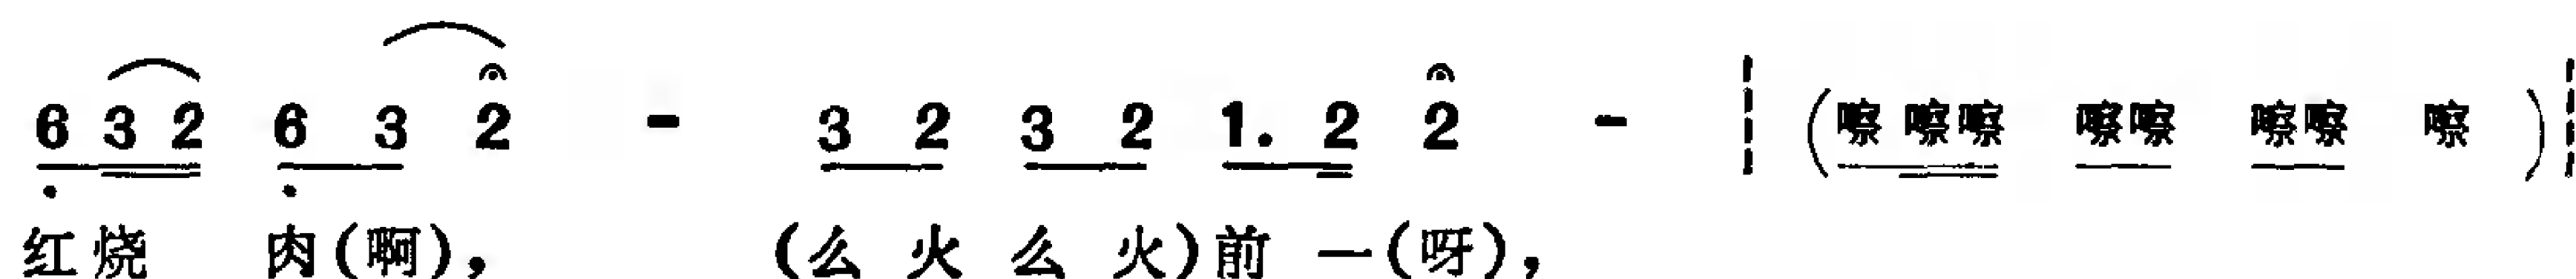 6 3 2 6 3 2 - 3 2 3 2 1. 2 2 - (嚓 嚓嚓 嚓嚓 嚓嚓 嚓 )
红烧 肉(啊), (么 火 么 火)前 一(呀),